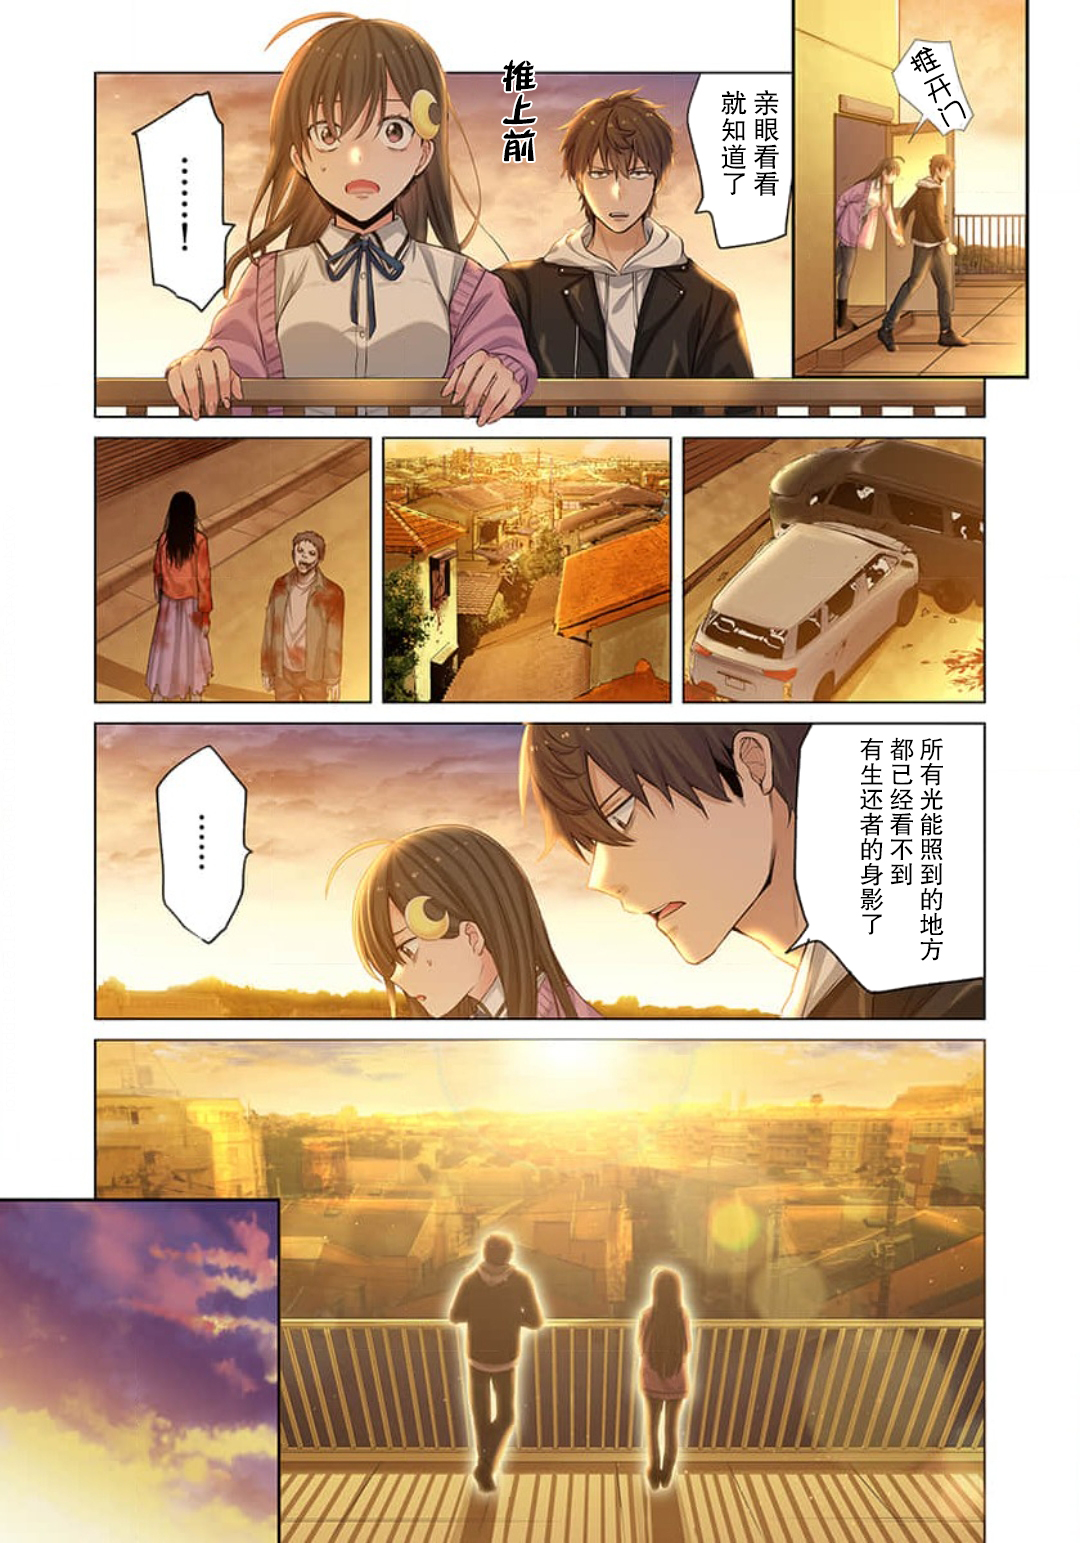 推开门
亲眼看看
就知道了
推上前
……！
所有光能照到的地方
都已经看不到
有生还者的身影了
……